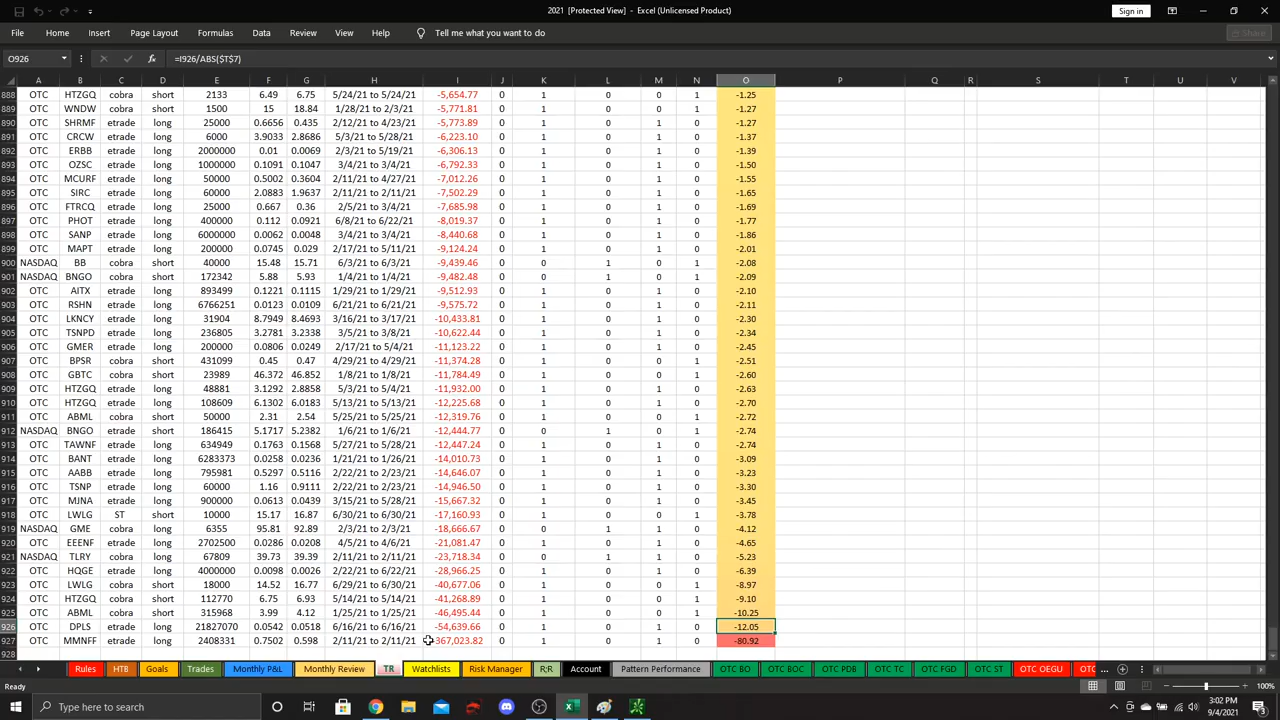 2021 [Protected View] - Excel (Unlicensed Product)
Sign in
File Home Insert Page Layout Formulas Data Review View Help Tell me what you want to do Share
O926 fx =I926/ABS($T$7)
A B C D E F G H I J K L M N O P Q R S T U V
888 OTC HTZGQ cobra short 2133 6.49 6.75 5/24/21 to 5/24/21 -5,654.77 0 1 0 0 1 -1.25
889 OTC WNDW cobra short 1500 15 18.84 1/28/21 to 2/3/21 -5,771.81 0 1 0 0 1 -1.27
890 OTC SHRMF etrade long 25000 0.6656 0.435 2/12/21 to 4/23/21 -5,773.89 0 1 0 1 0 -1.27
891 OTC CRCW etrade long 6000 3.9033 2.8686 5/3/21 to 5/28/21 -6,223.10 0 1 0 1 0 -1.37
892 OTC ERBB etrade long 2000000 0.01 0.0069 2/3/21 to 5/19/21 -6,306.13 0 1 0 1 0 -1.39
893 OTC OZSC etrade long 1000000 0.1091 0.1047 3/4/21 to 3/4/21 -6,792.33 0 1 0 1 0 -1.50
894 OTC MCURF etrade long 50000 0.5002 0.3604 2/11/21 to 4/27/21 -7,012.26 0 1 0 1 0 -1.55
895 OTC SIRC etrade long 60000 2.0883 1.9637 2/11/21 to 2/11/21 -7,502.29 0 1 0 1 0 -1.65
896 OTC FTRCQ etrade long 25000 0.667 0.36 2/5/21 to 3/4/21 -7,685.98 0 1 0 1 0 -1.69
897 OTC PHOT etrade long 400000 0.112 0.0921 6/8/21 to 6/22/21 -8,019.37 0 1 0 1 0 -1.77
898 OTC SANP etrade long 6000000 0.0062 0.0048 3/4/21 to 3/4/21 -8,440.68 0 1 0 1 0 -1.86
899 OTC MAPT etrade long 200000 0.0745 0.029 2/17/21 to 5/11/21 -9,124.24 0 1 0 1 0 -2.01
900 NASDAQ BB cobra short 40000 15.48 15.71 6/3/21 to 6/3/21 -9,439.46 0 0 1 0 1 -2.08
901 NASDAQ BNGO cobra short 172342 5.88 5.93 1/4/21 to 1/4/21 -9,482.48 0 0 1 0 1 -2.09
902 OTC AITX etrade long 893499 0.1221 0.1115 1/29/21 to 1/29/21 -9,512.93 0 1 0 1 0 -2.10
903 OTC RSHN etrade long 6766251 0.0123 0.0109 6/21/21 to 6/21/21 -9,575.72 0 1 0 1 0 -2.11
904 OTC LKNCY etrade long 31904 8.7949 8.4693 3/16/21 to 3/17/21 -10,433.81 0 1 0 1 0 -2.30
905 OTC TSNPD etrade long 236805 3.2781 3.2338 3/5/21 to 3/8/21 -10,622.44 0 1 0 1 0 -2.34
906 OTC GMER etrade long 200000 0.0806 0.0249 2/17/21 to 5/4/21 -11,123.22 0 1 0 1 0 -2.45
907 OTC BPSR cobra short 431099 0.45 0.47 4/29/21 to 4/29/21 -11,374.28 0 1 0 0 1 -2.51
908 OTC GBTC cobra short 23989 46.372 46.852 1/8/21 to 1/8/21 -11,784.49 0 1 0 0 1 -2.60
909 OTC HTZGQ etrade long 48881 3.1292 2.8858 5/3/21 to 5/4/21 -11,932.00 0 1 0 1 0 -2.63
910 OTC HTZGQ etrade long 108609 6.1302 6.0183 5/13/21 to 5/13/21 -12,225.68 0 1 0 1 0 -2.70
911 OTC ABML cobra short 50000 2.31 2.54 5/25/21 to 5/25/21 -12,319.76 0 1 0 0 1 -2.72
912 NASDAQ BNGO etrade long 186415 5.1717 5.2382 1/6/21 to 1/6/21 -12,444.77 0 0 1 0 1 -2.74
913 OTC TAWNF etrade long 634949 0.1763 0.1568 5/27/21 to 5/28/21 -12,447.24 0 1 0 1 0 -2.74
914 OTC BANT etrade long 6283373 0.0258 0.0236 1/21/21 to 1/26/21 -14,010.73 0 1 0 1 0 -3.09
915 OTC AABB etrade long 795981 0.5297 0.5116 2/22/21 to 2/23/21 -14,646.07 0 1 0 1 0 -3.23
916 OTC TSNP etrade long 60000 1.16 0.9111 2/22/21 to 2/23/21 -14,946.50 0 1 0 1 0 -3.30
917 OTC MJNA etrade long 900000 0.0613 0.0439 3/15/21 to 5/28/21 -15,667.32 0 1 0 1 0 -3.45
918 OTC LWLG ST short 10000 15.17 16.87 6/30/21 to 6/30/21 -17,160.93 0 1 0 0 1 -3.78
919 NASDAQ GME cobra long 6355 95.81 92.89 2/3/21 to 2/3/21 -18,666.67 0 0 1 1 0 -4.12
920 OTC EEENF etrade long 2702500 0.0286 0.0208 4/5/21 to 4/6/21 -21,081.47 0 1 0 1 0 -4.65
921 NASDAQ TLRY cobra long 67809 39.73 39.39 2/11/21 to 2/11/21 -23,718.34 0 0 1 1 0 -5.23
922 OTC HQGE etrade long 4000000 0.0098 0.0026 2/22/21 to 6/22/21 -28,966.25 0 1 0 1 0 -6.39
923 OTC LWLG cobra short 18000 14.52 16.77 6/29/21 to 6/30/21 -40,677.06 0 1 0 0 1 -8.97
924 OTC HTZGQ cobra short 112770 6.75 6.93 5/14/21 to 5/14/21 -41,268.89 0 1 0 0 1 -9.10
925 OTC ABML cobra short 315968 3.99 4.12 1/25/21 to 1/25/21 -46,495.44 0 1 0 0 1 -10.25
926 OTC DPLS etrade long 21827070 0.0542 0.0518 6/16/21 to 6/16/21 -54,639.66 0 1 0 1 0 -12.05
927 OTC MMNFF etrade long 2408331 0.7502 0.598 2/11/21 to 2/11/21 -367,023.82 0 1 0 1 0 -80.92
928
Rules HTB Goals Trades Monthly P&L Monthly Review TR Watchlists Risk Manager R:R Account Pattern Performance OTC BO OTC BOC OTC PDB OTC TC OTC FGD OTC ST OTC OEGU OTC ...
Ready 100%
Type here to search 3:02 PM
9/4/2021